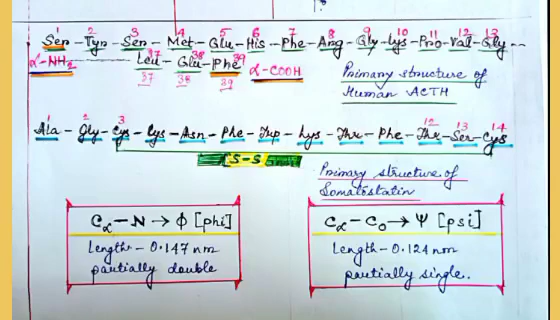 1 2 3 4 5 6 7 8 9 10 11 12 13
Ser - Tyr - Ser - Met - Glu - His - Phe - Arg - Gly - Lys - Pro - Val - Gly ---
α-NH2 Leu - Glu - Phe α-COOH
37 38 39
37 38 39
Primary structure of
Human ACTH
1 2 3 12 13 14
Ala - Gly - Cys - Lys - Asn - Phe - Trp - Lys - Thr - Phe - Thr - Ser - Cys
S-S
Primary structure of
Somatostatin
Cα - N → Φ [phi]
Length - 0.147 nm
partially double
Cα - C0 → Ψ [psi]
Length - 0.124 nm
partially single.